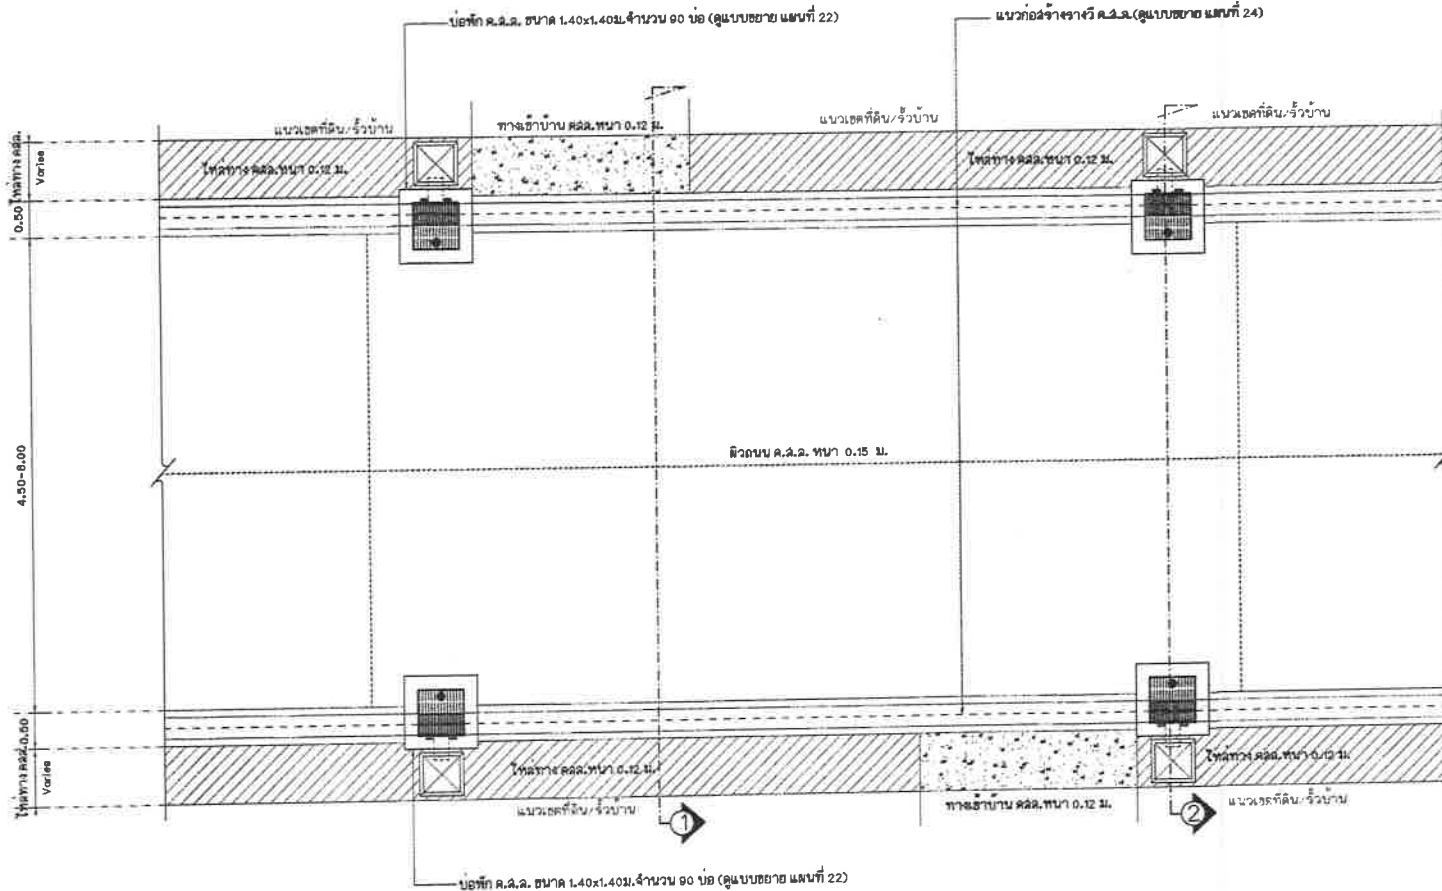 บ่อพัก ค.ส.ล. ขนาด 1.40x1.40ม.จำนวน 90 บ่อ (ดูแบบขยาย แผ่นที่ 22)
แนวก่อสร้างรางวี ค.ส.ล.(ดูแบบขยาย แผ่นที่ 24)
แนวเขตที่ดิน/รั้วบ้าน
ทางเข้าบ้าน คสล.หนา 0.12 ม.
แนวเขตที่ดิน/รั้วบ้าน
แนวเขตที่ดิน/รั้วบ้าน
ไหล่ทาง คสล.
Varies
ไหล่ทาง คสล.หนา 0.12 ม.
ไหล่ทาง คสล.หนา 0.12 ม.
0.50
4.50-6.00
ผิวถนน ค.ส.ล. หนา 0.15 ม.
0.50
ไหล่ทาง คสล.
Varies
ไหล่ทาง คสล.หนา 0.12 ม.
ไหล่ทาง คสล.หนา 0.12 ม.
แนวเขตที่ดิน/รั้วบ้าน
ทางเข้าบ้าน คสล.หนา 0.12 ม.
แนวเขตที่ดิน/รั้วบ้าน
1
2
บ่อพัก ค.ส.ล. ขนาด 1.40x1.40ม.จำนวน 90 บ่อ (ดูแบบขยาย แผ่นที่ 22)